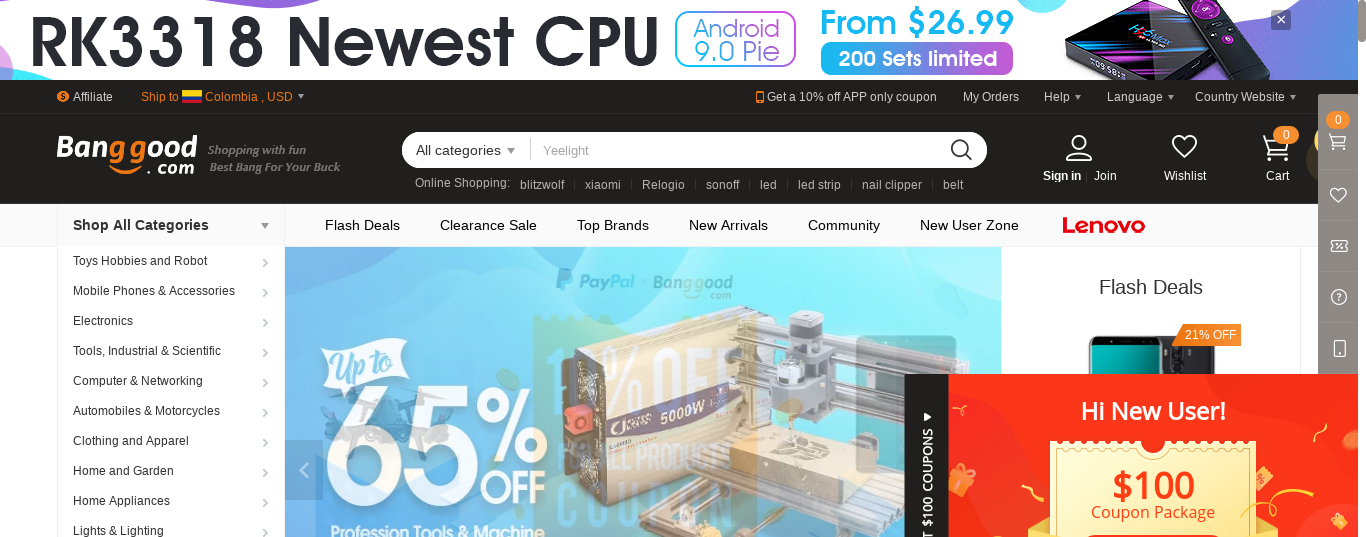 RK3318 Newest CPU
Android
9.0 Pie
From $26.99
200 Sets limited
Affiliate
Ship to Colombia , USD
Get a 10% off APP only coupon
My Orders
Help
Language
Country Website
Banggood
.com
Shopping with fun
Best Bang For Your Buck
All categories
Yeelight
0
0
Online Shopping:
blitzwolf
xiaomi
Relogio
sonoff
led
led strip
nail clipper
belt
Sign in
Join
Wishlist
Cart
Shop All Categories
Flash Deals
Clearance Sale
Top Brands
New Arrivals
Community
New User Zone
Lenovo
Toys Hobbies and Robot
Mobile Phones & Accessories
Electronics
Tools, Industrial & Scientific
Computer & Networking
Automobiles & Motorcycles
Clothing and Apparel
Home and Garden
Home Appliances
Lights & Lighting
PayPal × Banggood
.com
Up to
65%
OFF
Profession Tools & Machine
5000W
Flash Deals
21% OFF
$100 COUPONS
Hi New User!
$100
Coupon Package